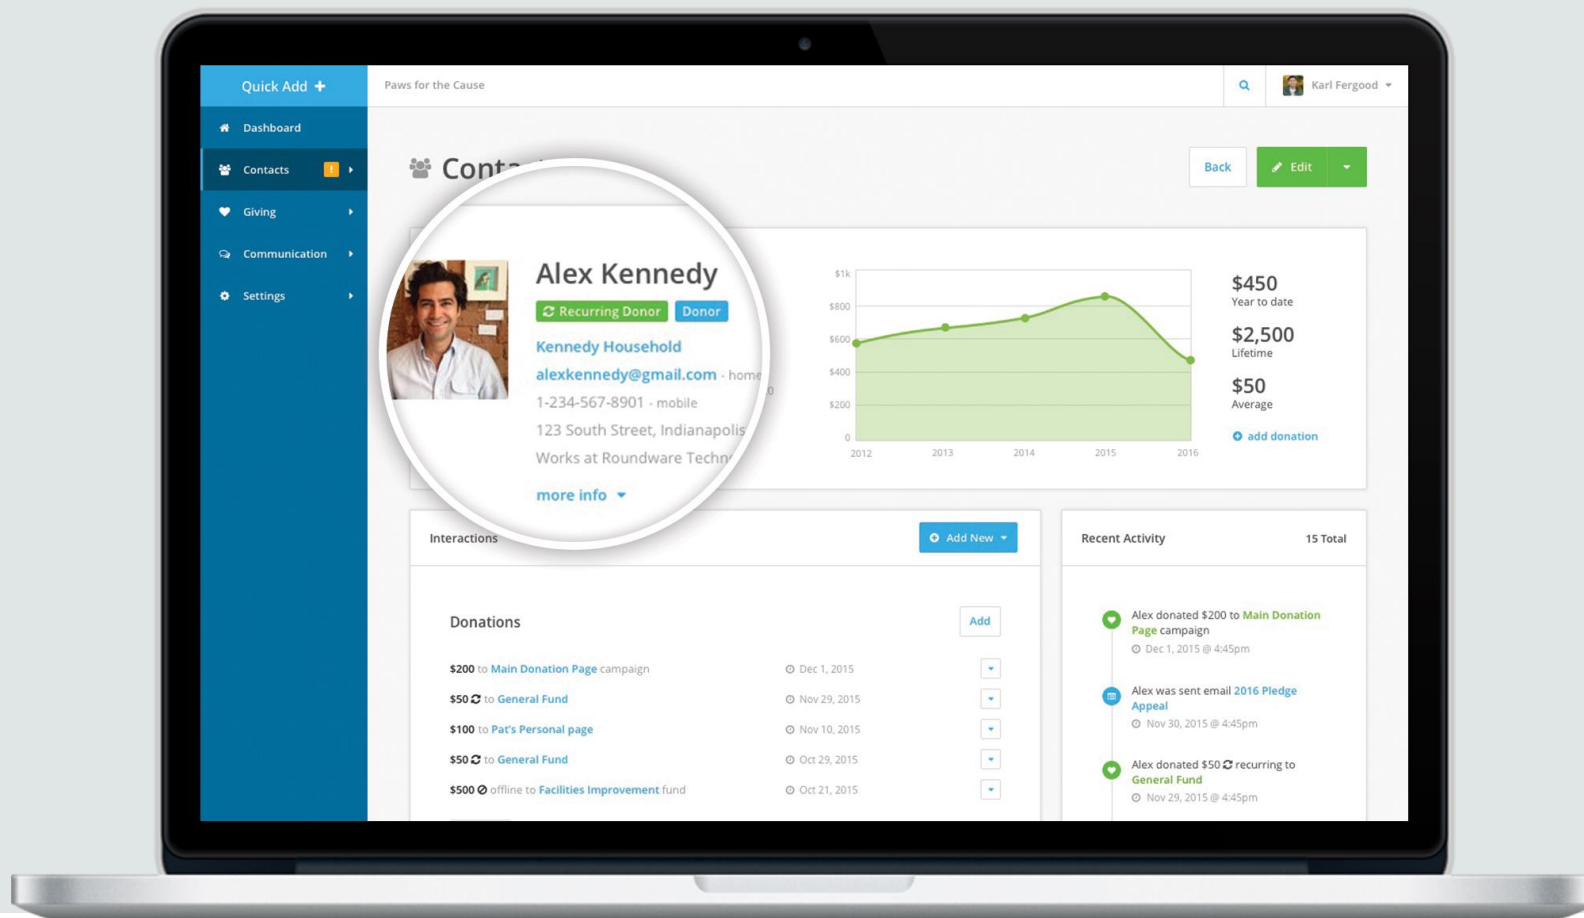 Quick Add +
Paws for the Cause
Karl Fergood
Dashboard
Contacts !
Giving
Communication
Settings
Back
Edit
Alex Kennedy
Recurring Donor Donor
Kennedy Household
alexkennedy@gmail.com - home
1-234-567-8901 - mobile
123 South Street, Indianapolis
Works at Roundware
more info
$1k
$800
$600
$400
$200
0
2012 2013 2014 2015 2016
$450
Year to date
$2,500
Lifetime
$50
Average
add donation
Interactions
Add New
Donations
Add
$200 to Main Donation Page campaign Dec 1, 2015
$50 to General Fund Nov 29, 2015
$100 to Pat's Personal page Nov 10, 2015
$50 to General Fund Oct 29, 2015
$500 offline to Facilities Improvement fund Oct 21, 2015
Recent Activity 15 Total
Alex donated $200 to Main Donation
Page campaign
Dec 1, 2015 @ 4:45pm
Alex was sent email 2016 Pledge
Appeal
Nov 30, 2015 @ 4:45pm
Alex donated $50 recurring to
General Fund
Nov 29, 2015 @ 4:45pm